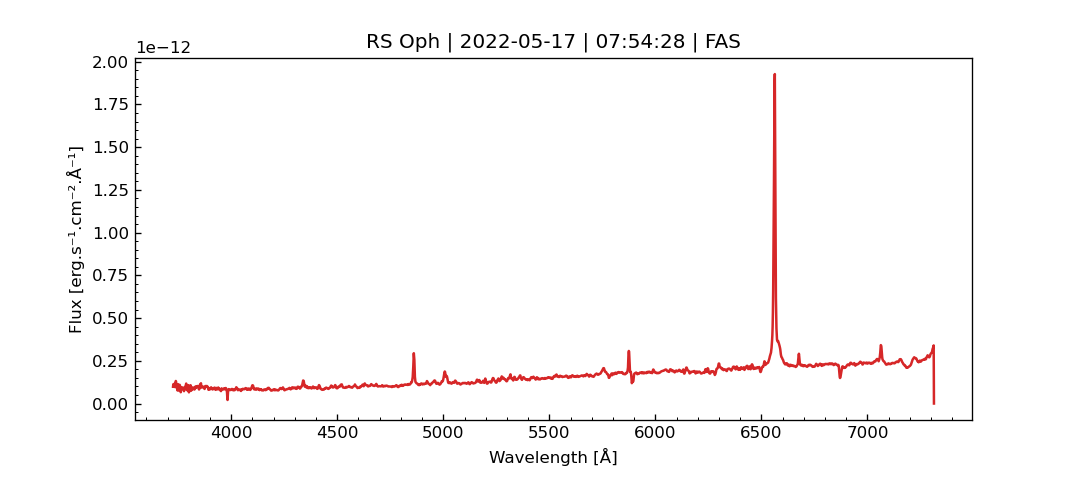 RS Oph | 2022-05-17 | 07:54:28 | FAS
1e−12
2.00
1.75
1.50
1.25
1.00
0.75
0.50
0.25
0.00
Flux [erg.s⁻¹.cm⁻².Å⁻¹]
4000 4500 5000 5500 6000 6500 7000
Wavelength [Å]